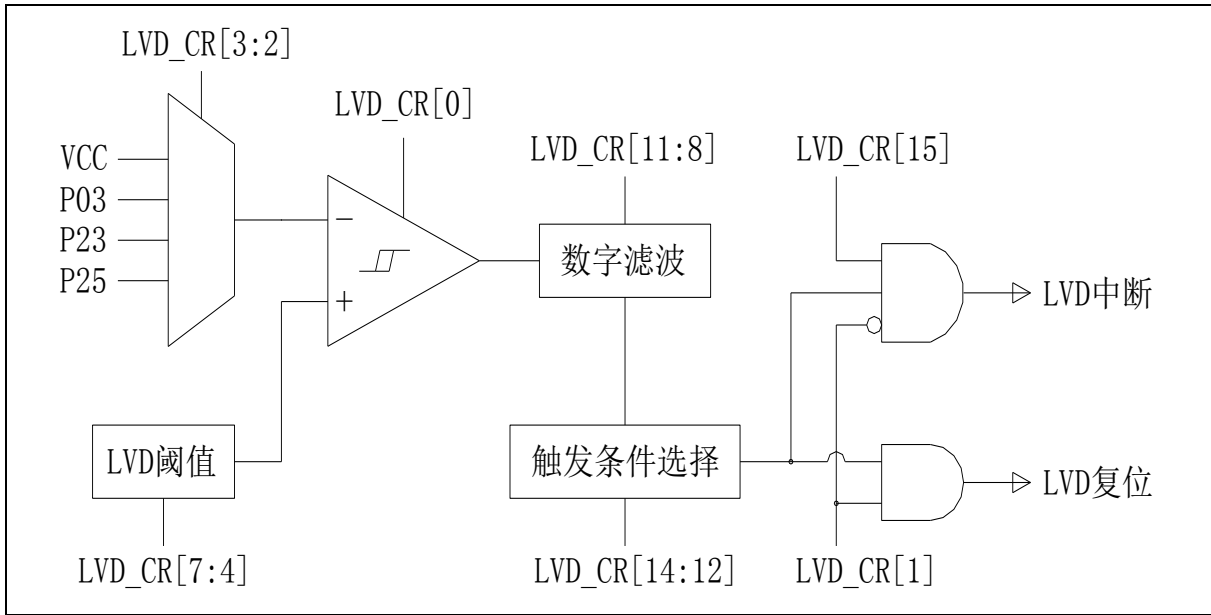 LVD_CR[3:2]
LVD_CR[0]
LVD_CR[11:8]
LVD_CR[15]
VCC
P03
P23
P25
−
+
数字滤波
LVD中断
LVD阈值
触发条件选择
LVD复位
LVD_CR[7:4]
LVD_CR[14:12]
LVD_CR[1]